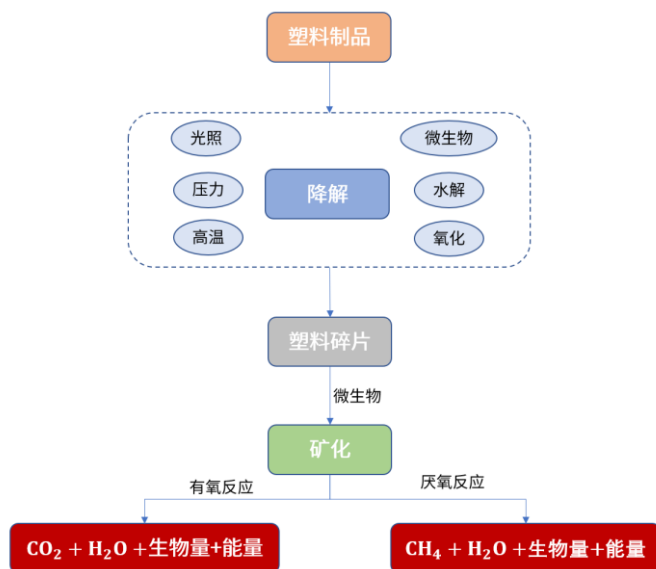 塑料制品
光照
微生物
压力
降解
水解
高温
氧化
塑料碎片
微生物
矿化
有氧反应
厌氧反应
CO₂ + H₂O +生物量+能量
CH₄ + H₂O +生物量+能量